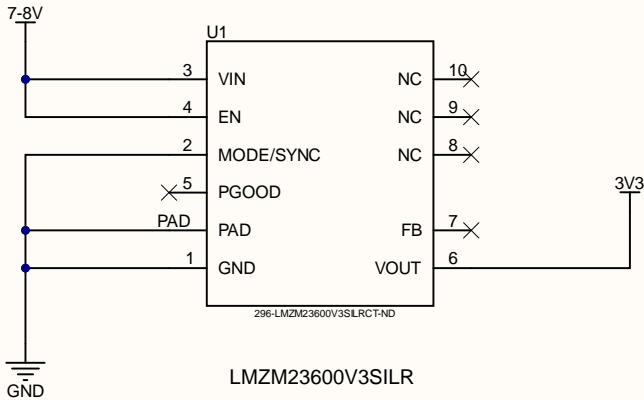 7-8V
U1
3 VIN NC 10
4 EN NC 9
2 MODE/SYNC NC 8
5 PGOOD
PAD PAD FB 7
1 GND VOUT 6
3V3
296-LMZM23600V3SILRCT-ND
LMZM23600V3SILR
GND